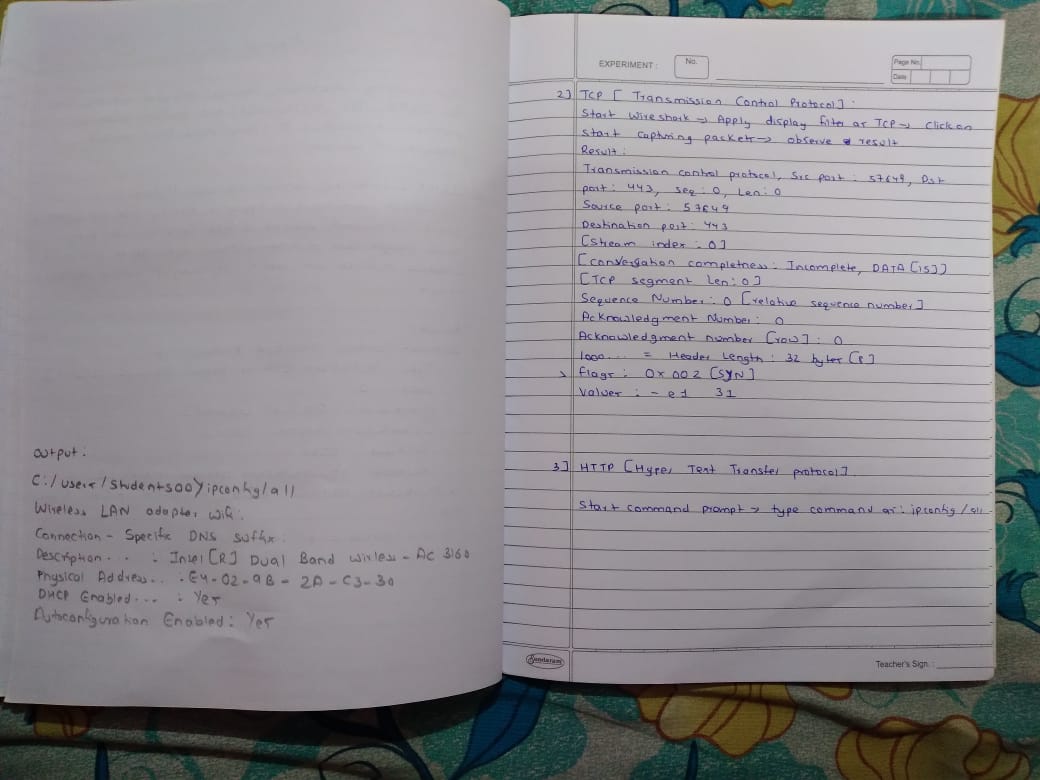 output :
C:/users/students00>ipconfig/all
Wireless LAN adapter wifi:
Connection - Specific DNS suffix:
Description . . : Intel [R] Dual Band wireless - AC 3160
Physical Address. . . : E4-02-9B-2A-C3-30
DHCP Enabled . . . : Yes
Autoconfiguration Enabled : Yes
EXPERIMENT : No.
Page No.
Date
2] TCP [ Transmission Control Protocol] :
Start wireshark → Apply display filter as TCP → click on
start capturing packets → observe result
Result :
Transmission control protocol, Src port : 57649, Dst
port : 443, seq : 0, Len : 0
Source port : 57649
Destination port : 443
[Stream index : 0]
[conversation completness : Incomplete, DATA [15]]
[TCP segment Len : 0]
Sequence Number : 0 [relative sequence number]
Acknowledgment Number : 0
Acknowledgment number [row] : 0
1000 .... = Header Length : 32 bytes [8]
Flags : 0x002 [SYN]
Values : - e1 31
3] HTTP [Hyper Text Transfer protocol]
Start command prompt → type command as : ipconfig /all
Sundaram
Teacher's Sign. :